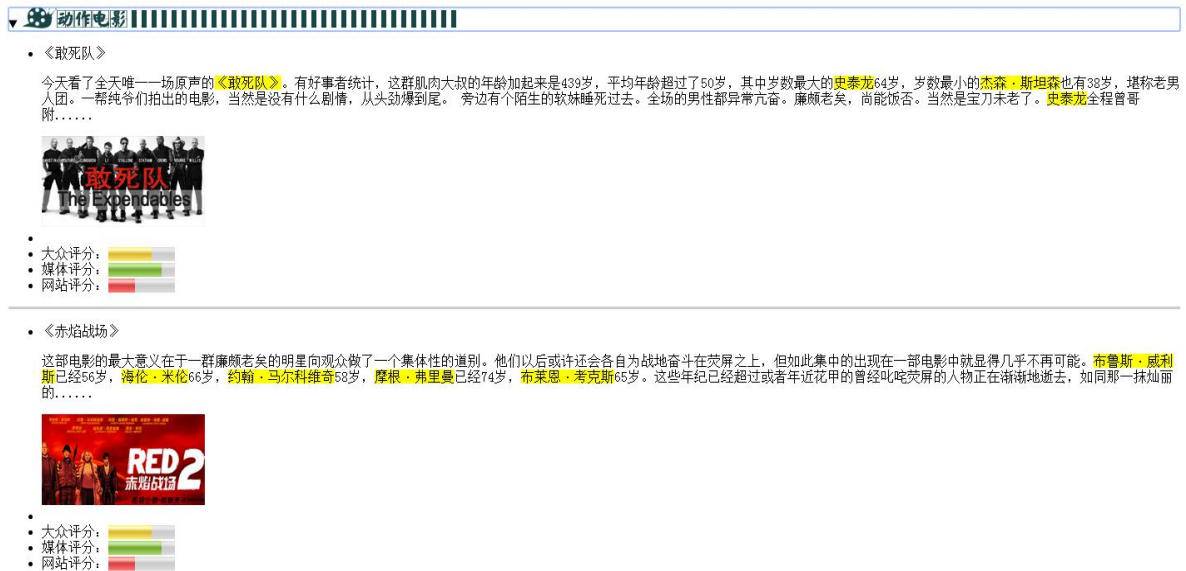 动作电影
《敢死队》
今天看了全天唯一一场原声的《敢死队》。有好事者统计，这群肌肉大叔的年龄加起来是439岁，平均年龄超过了50岁，其中岁数最大的史泰龙64岁，岁数最小的杰森·斯坦森也有38岁，堪称老男
人团。一帮纯爷们拍出的电影，当然是没有什么剧情，从头劲爆到尾。 旁边有个陌生的软妹睡死过去。全场的男性都异常亢奋。廉颇老矣，尚能饭否。当然是宝刀未老了。史泰龙全程曾哥
附......
敢死队
The Expendables
大众评分：
媒体评分：
网站评分：
《赤焰战场》
这部电影的最大意义在于一群廉颇老矣的明星向观众做了一个集体性的道别。他们以后或许还会各自为战地奋斗在荧屏之上，但如此集中的出现在一部电影中就显得几乎不再可能。布鲁斯·威利
斯已经56岁，海伦·米伦66岁，约翰·马尔科维奇58岁，摩根·弗里曼已经74岁，布莱恩·考克斯65岁。这些年纪已经超过或者年近花甲的曾经叱咤荧屏的人物正在渐渐地逝去，如同那一抹灿丽
的......
RED 2
赤焰战场
大众评分：
媒体评分：
网站评分：